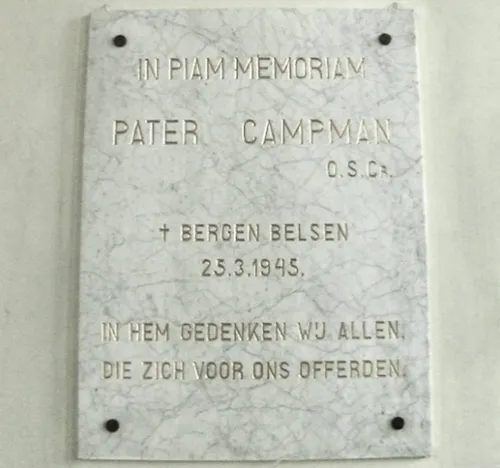 IN PIAM MEMORIAM
PATER CAMPMAN
O.S.CR.
† BERGEN BELSEN
25.3.1945.
IN HEM GEDENKEN WIJ ALLEN,
DIE ZICH VOOR ONS OFFERDEN.